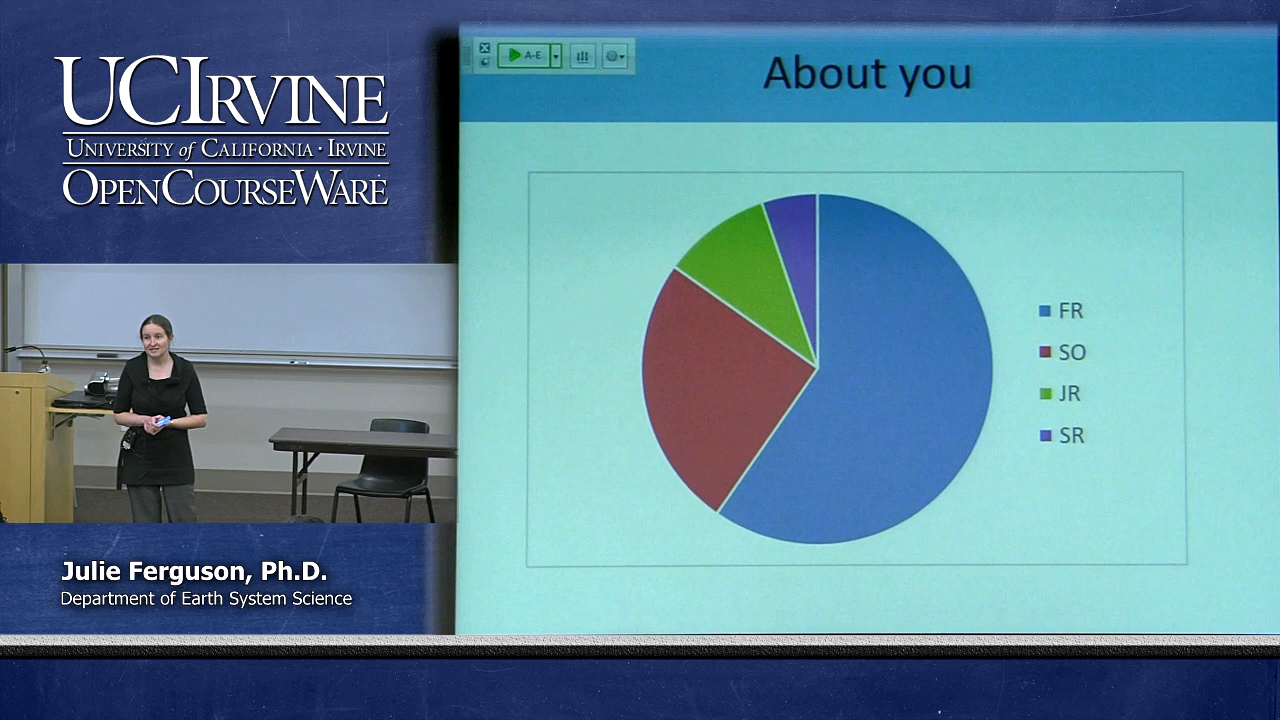 UCIRVINE
UNIVERSITY of CALIFORNIA · IRVINE
OPENCOURSEWARE
A-E
About you
FR
SO
JR
SR
Julie Ferguson, Ph.D.
Department of Earth System Science